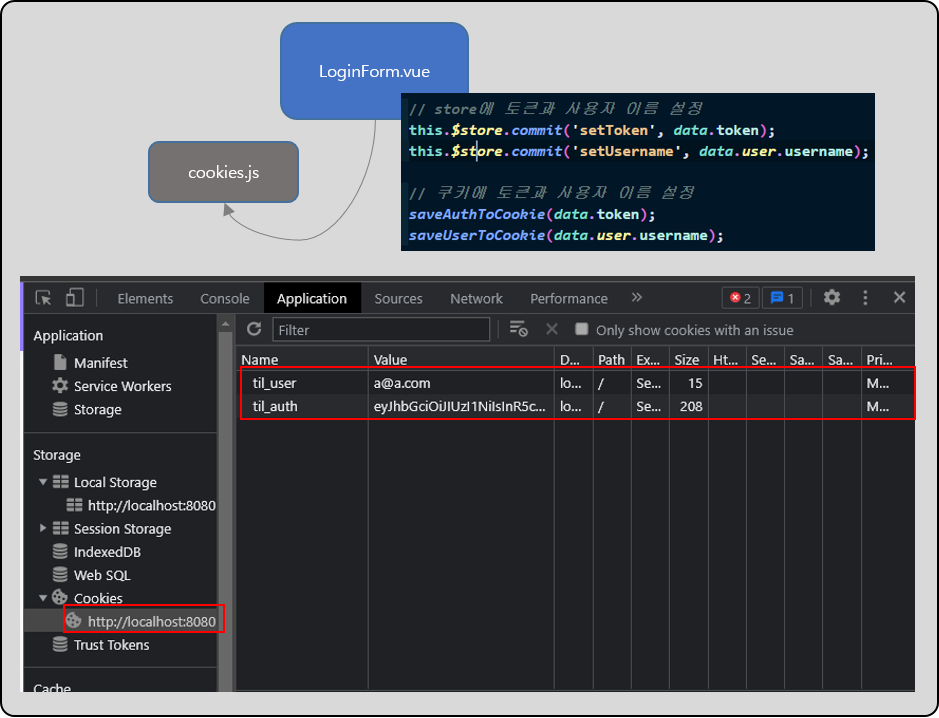 LoginForm.vue
cookies.js
// store에 토큰과 사용자 이름 설정
this.$store.commit('setToken', data.token);
this.$store.commit('setUsername', data.user.username);
// 쿠키에 토큰과 사용자 이름 설정
saveAuthToCookie(data.token);
saveUserToCookie(data.user.username);
Elements Console Application Sources Network Performance » 2 1
Application
Manifest
Service Workers
Storage
Storage
Local Storage
http://localhost:8080
Session Storage
IndexedDB
Web SQL
Cookies
http://localhost:8080
Trust Tokens
Cache
Filter Only show cookies with an issue
Name Value D... Path Ex... Size Ht... Se... Sa... Sa... Pri...
til_user a@a.com lo... / Se... 15 M...
til_auth eyJhbGciOiJIUzI1NiIsInR5c... lo... / Se... 208 M...